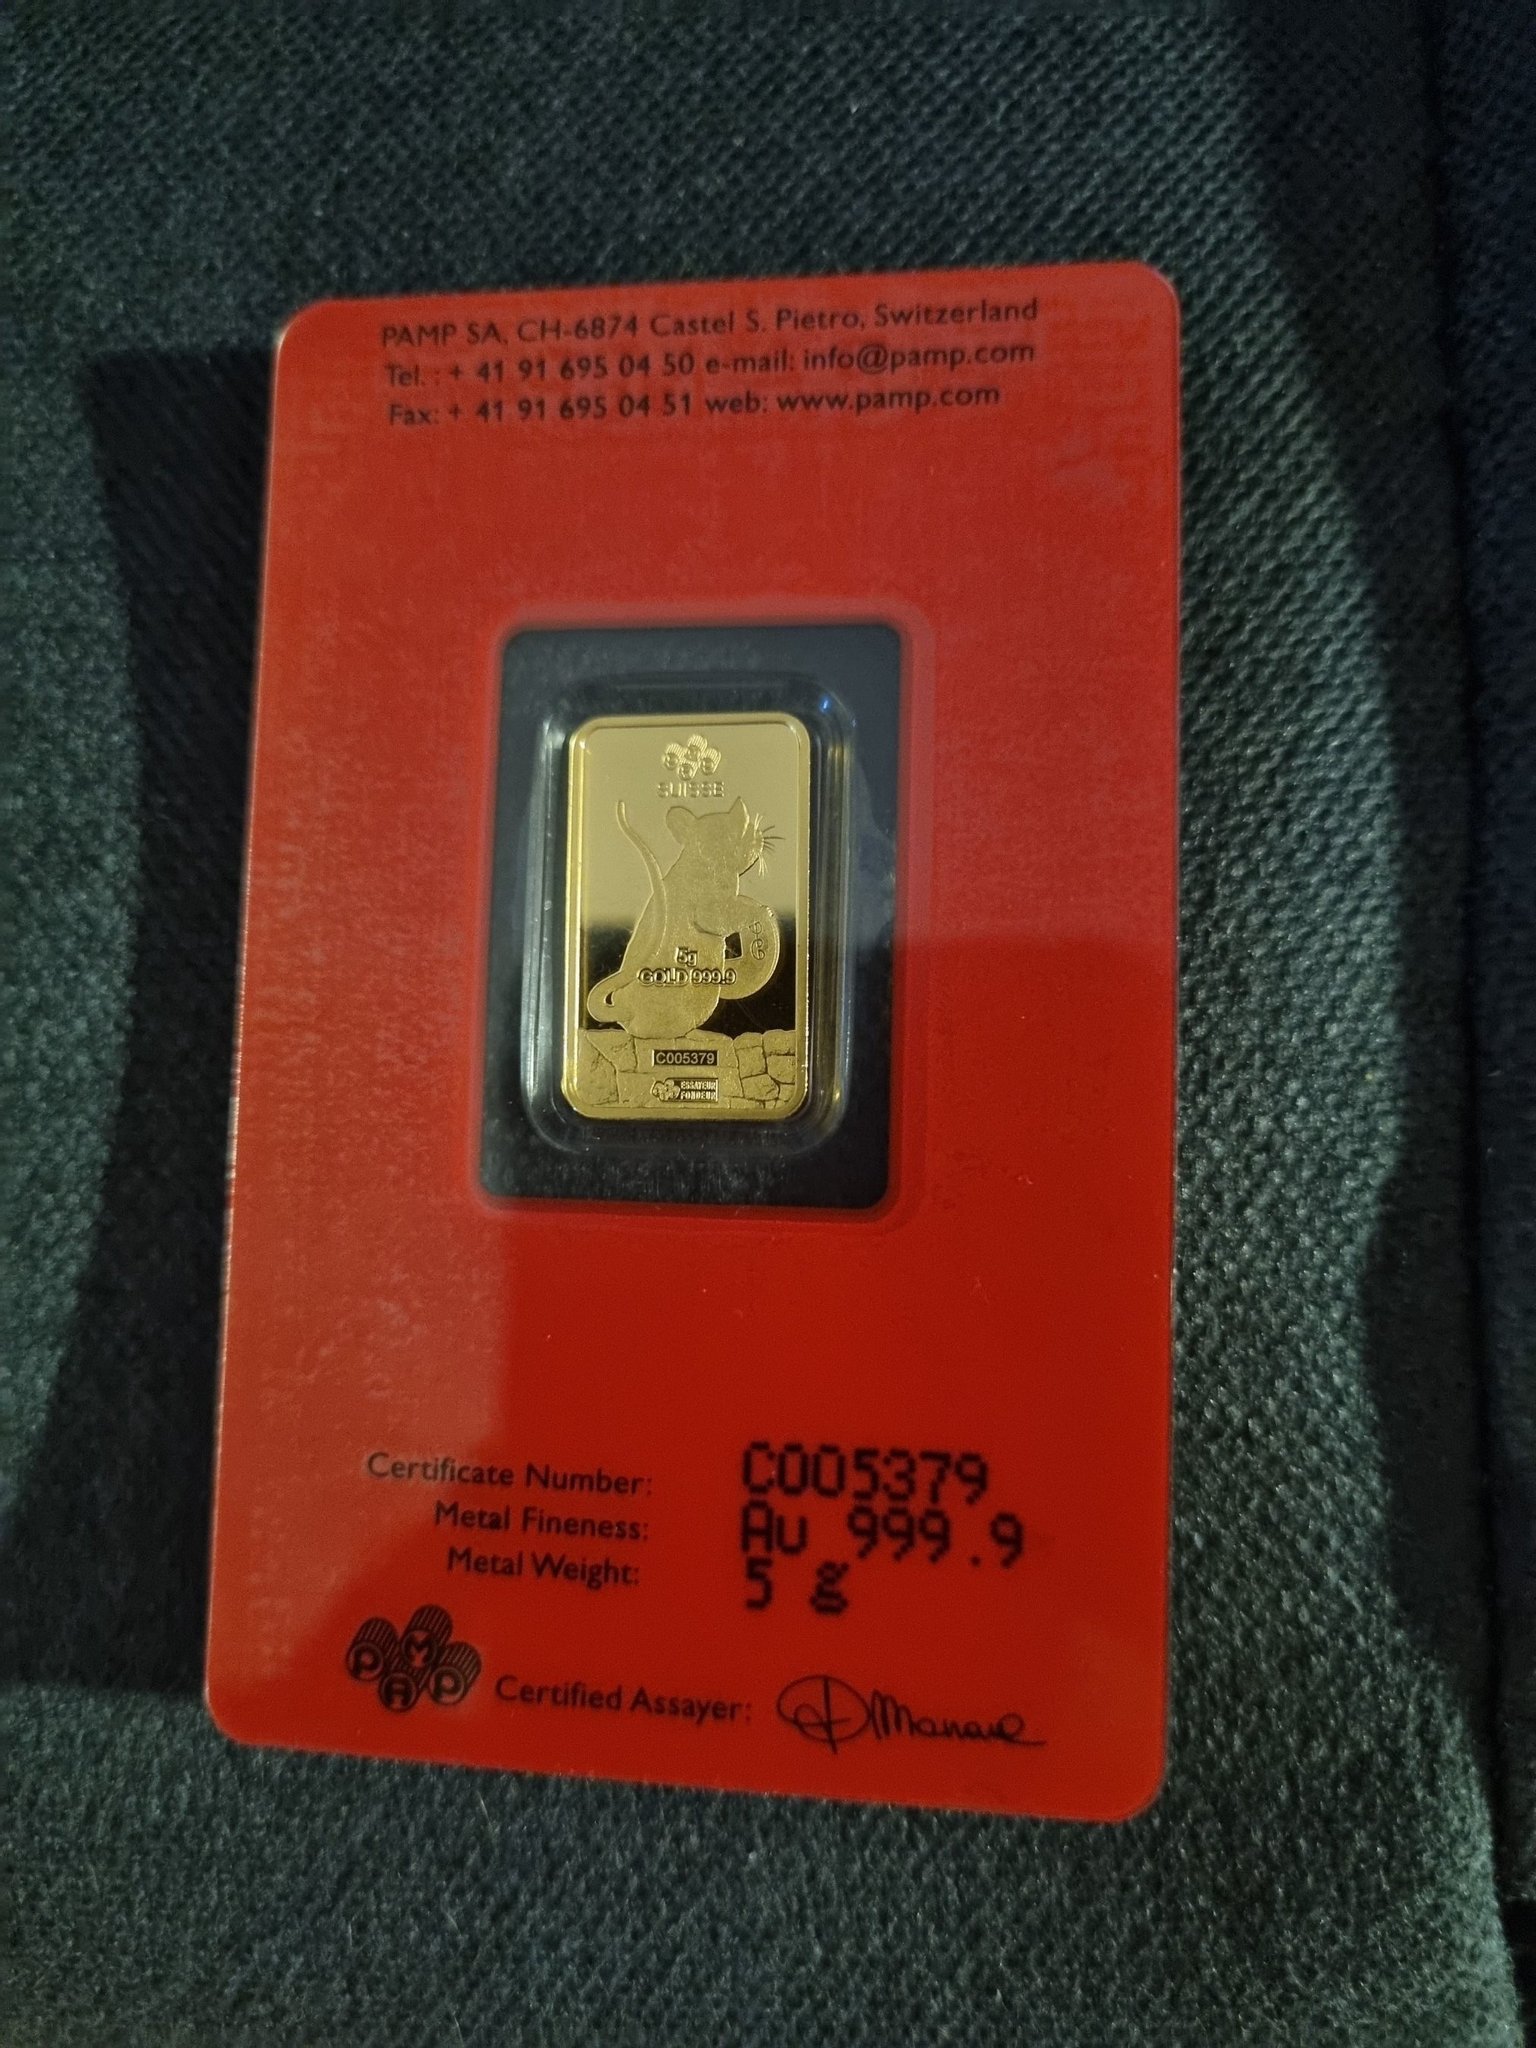 PAMP SA, CH-6874 Castel S. Pietro, Switzerland
Tel. : + 41 91 695 04 50 e-mail: info@pamp.com
Fax: + 41 91 695 04 51 web: www.pamp.com
SUISSE
5g
GOLD 999.9
C005379
ESSAYEUR
FONDEUR
Certificate Number: C005379
Metal Fineness: Au 999.9
Metal Weight: 5 g
PAMP
Certified Assayer: